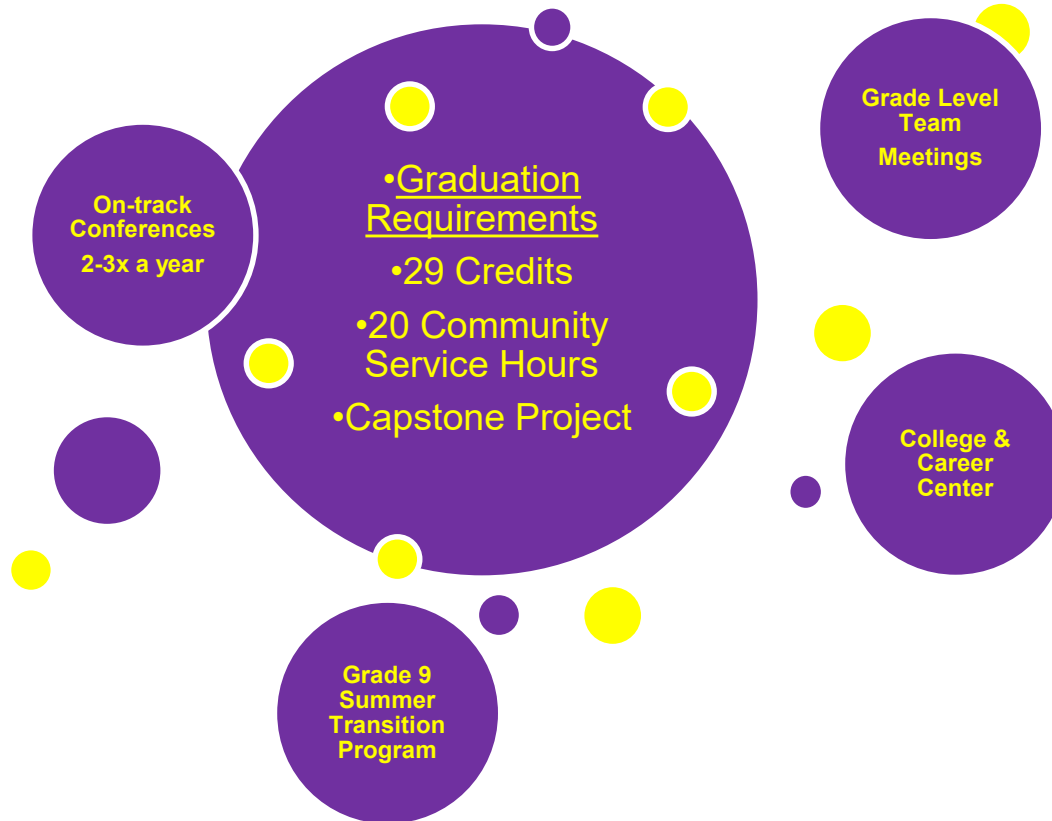 •Graduation
Requirements
•29 Credits
•20 Community
Service Hours
•Capstone Project
On-track
Conferences
2-3x a year
Grade Level
Team
Meetings
College &
Career
Center
Grade 9
Summer
Transition
Program